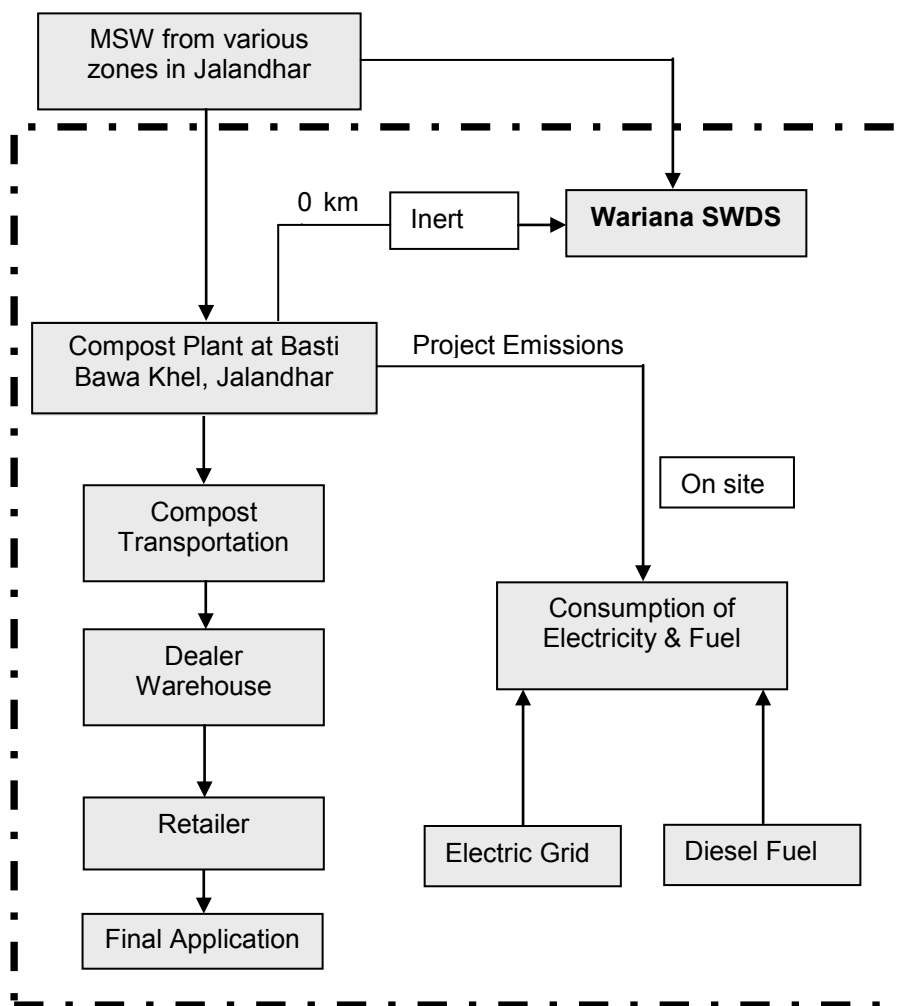 MSW from various
zones in Jalandhar
0 km
Inert
Wariana SWDS
Compost Plant at Basti
Bawa Khel, Jalandhar
Project Emissions
On site
Compost
Transportation
Consumption of
Electricity & Fuel
Dealer
Warehouse
Retailer
Electric Grid
Diesel Fuel
Final Application